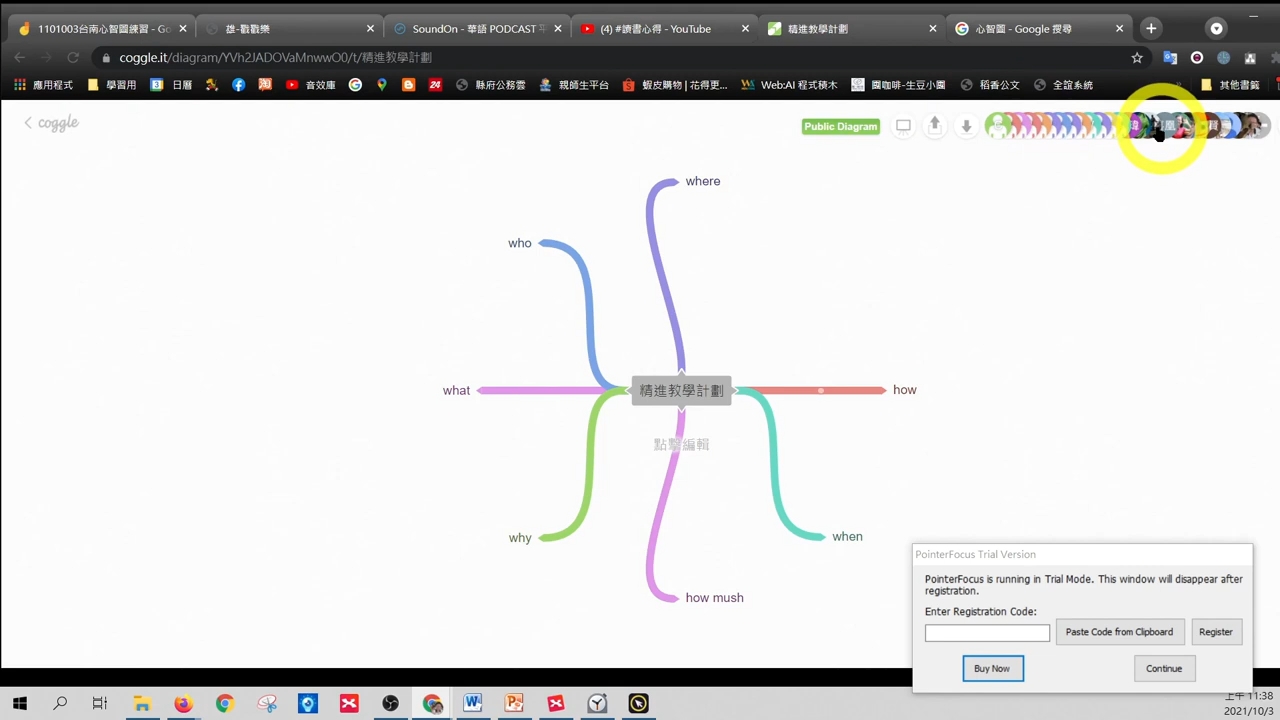 1101003台南心智圖練習 - Go
雄-戳戳樂
SoundOn - 華語 PODCAST 平
(4) #讀書心得 - YouTube
精進教學計劃
心智圖 - Google 搜尋
coggle.it/diagram/YVh2JADOVaMnwwO0/t/精進教學計劃
應用程式
學習用
日曆
音效庫
縣府公務雲
親師生平台
蝦皮購物 | 花得更...
Web:AI 程式積木
團咖啡-生豆小園
稻香公文
全誼系統
»
其他書籤
coggle
Public Diagram
where
who
what
精進教學計劃
how
點擊編輯
why
when
how mush
PointerFocus Trial Version
PointerFocus is running in Trial Mode. This window will disappear after
registration.
Enter Registration Code:
Paste Code from Clipboard
Register
Buy Now
Continue
上午 11:38
2021/10/3